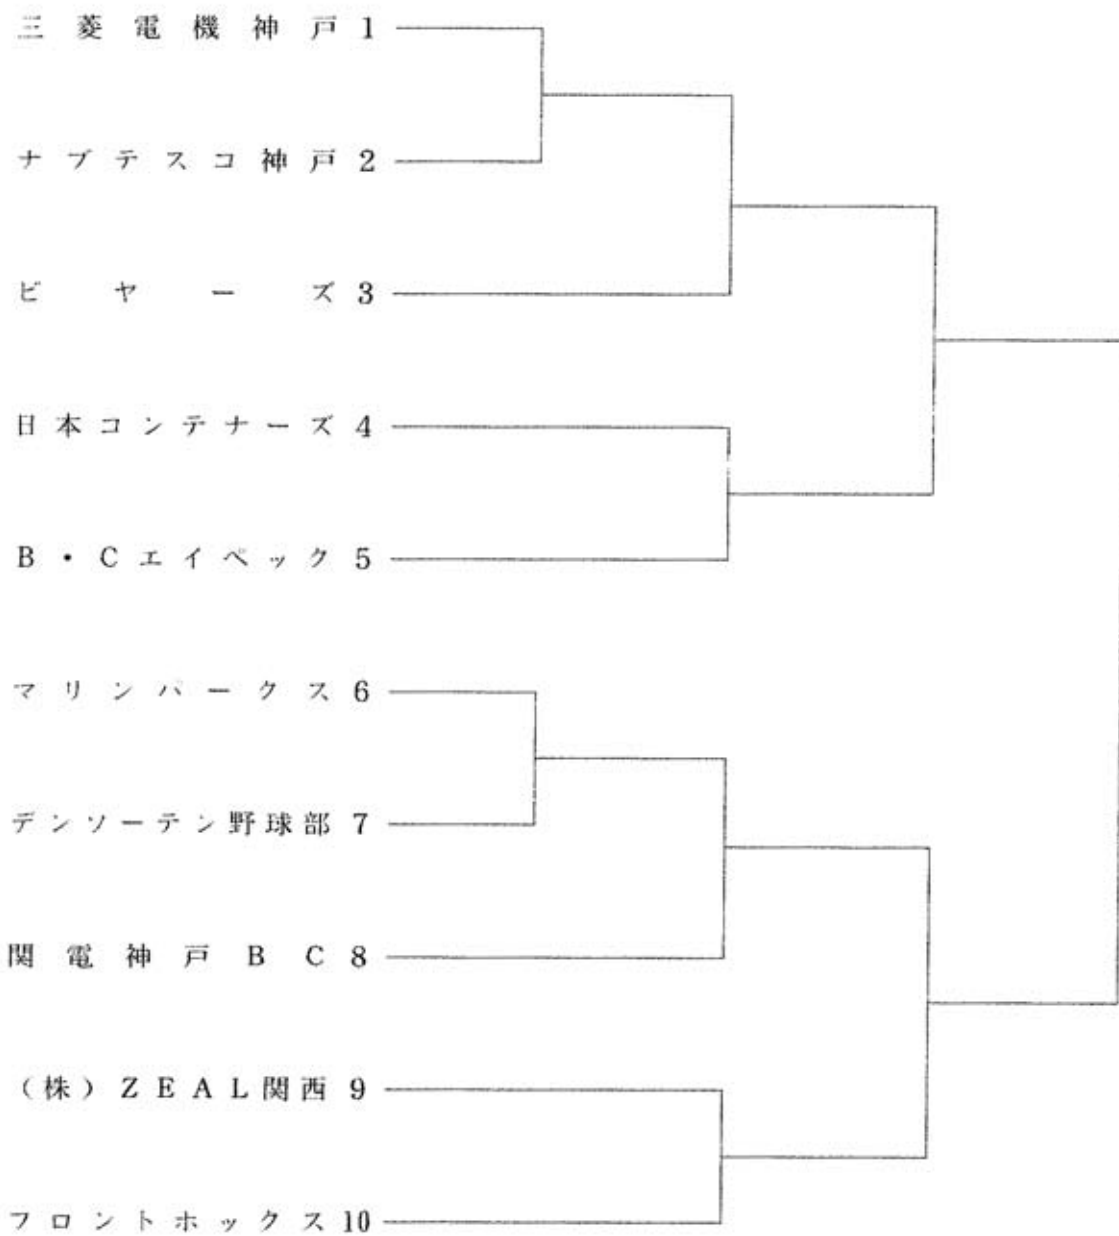 三菱電機神戸 1
ナブテスコ神戸 2
ビヤーズ 3
日本コンテナーズ 4
B・Cエイペック 5
マリンパークス 6
デンソーテン野球部 7
関電神戸BC 8
(株)ZEAL関西 9
フロントホックス 10